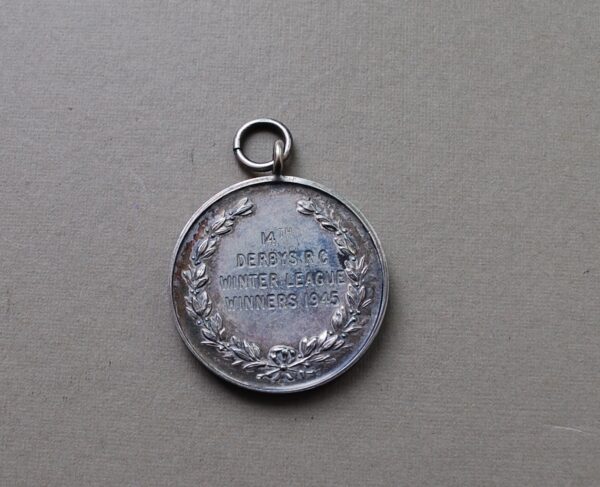 14TH
DERBYS. R C
WINTER LEAGUE
WINNERS 1945